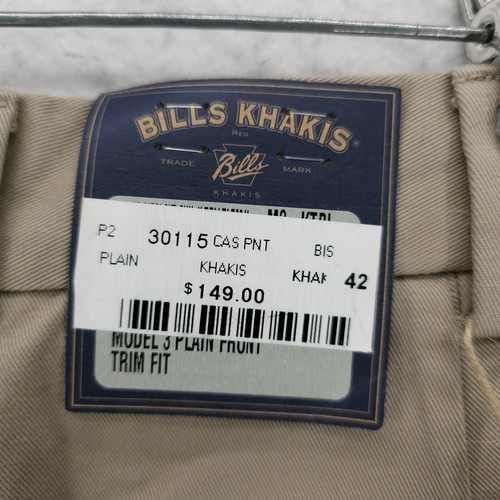 BILLS KHAKIS
REG
TRADE Bills MARK
KHAKIS
P2 30115 CAS PNT BIS
PLAIN KHAKIS KHAK 42
$149.00
MODEL 3 PLAIN FRONT
TRIM FIT